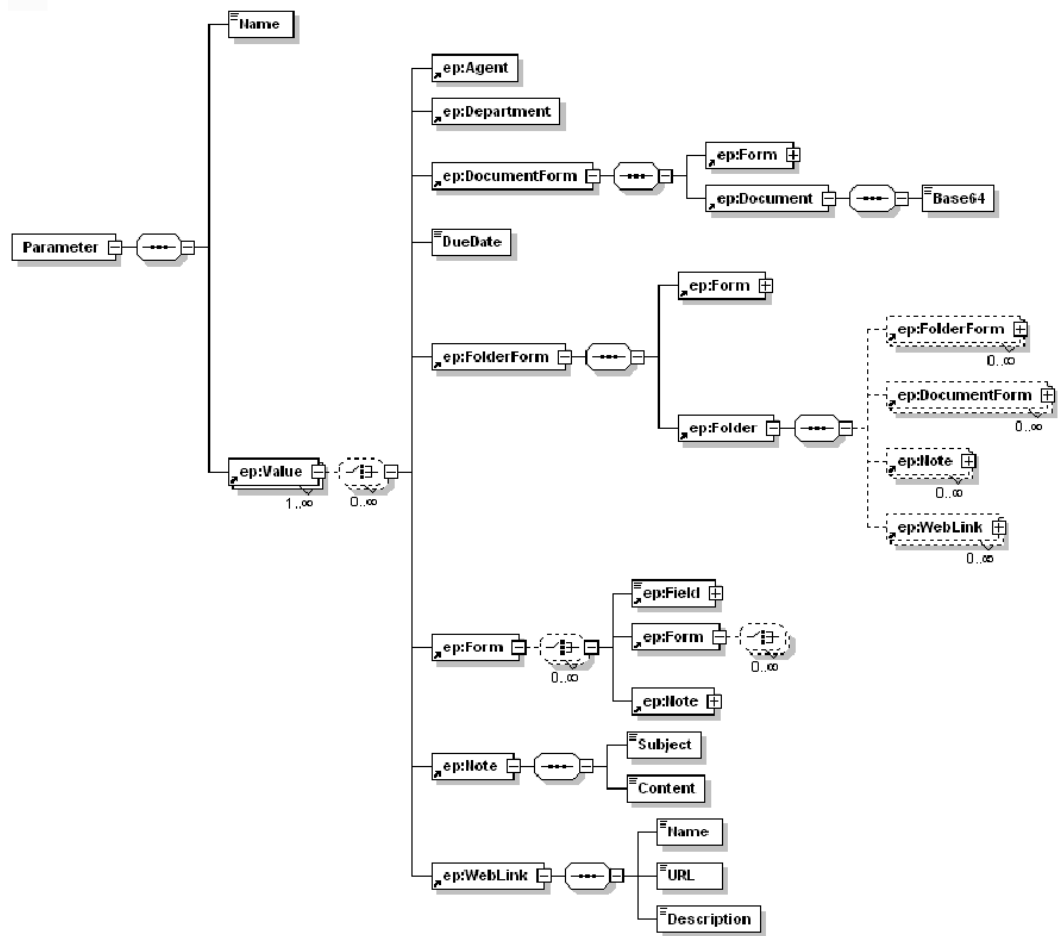 Name
ep:Agent
ep:Department
ep:DocumentForm
ep:Form
ep:Document
Base64
DueDate
Parameter
ep:FolderForm
ep:Form
ep:Folder
ep:FolderForm
0..∞
ep:DocumentForm
0..∞
ep:Note
0..∞
ep:WebLink
0..∞
ep:Value
1..∞
0..∞
ep:Form
0..∞
ep:Field
ep:Form
0..∞
ep:Note
ep:Note
Subject
Content
ep:WebLink
Name
URL
Description